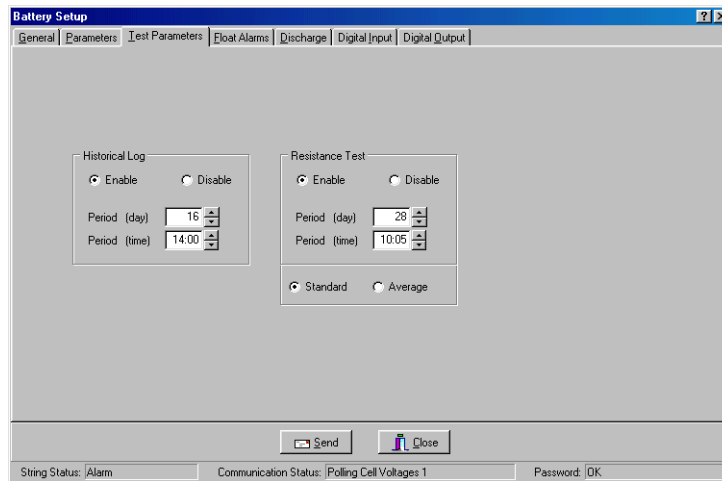 Battery Setup
General Parameters Test Parameters Float Alarms Discharge Digital Input Digital Output
Historical Log
Enable Disable
Period (day) 16
Period (time) 14:00
Resistance Test
Enable Disable
Period (day) 28
Period (time) 10:05
Standard Average
Send Close
String Status: Alarm Communication Status: Polling Cell Voltages 1 Password: OK